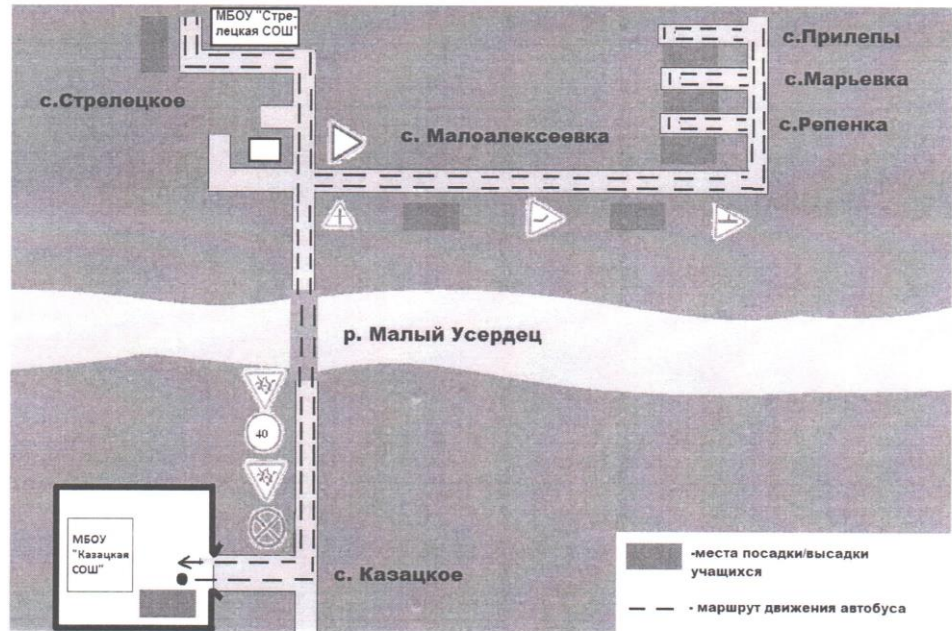 МБОУ "Стре-
лецкая СОШ"
с.Прилепы
с.Марьевка
с.Стрелецкое
с. Малоалексеевка
с.Репенка
р. Малый Усердец
40
МБОУ
"Казацкая
СОШ"
с. Казацкое
-места посадки/высадки
учащихся
- маршрут движения автобуса